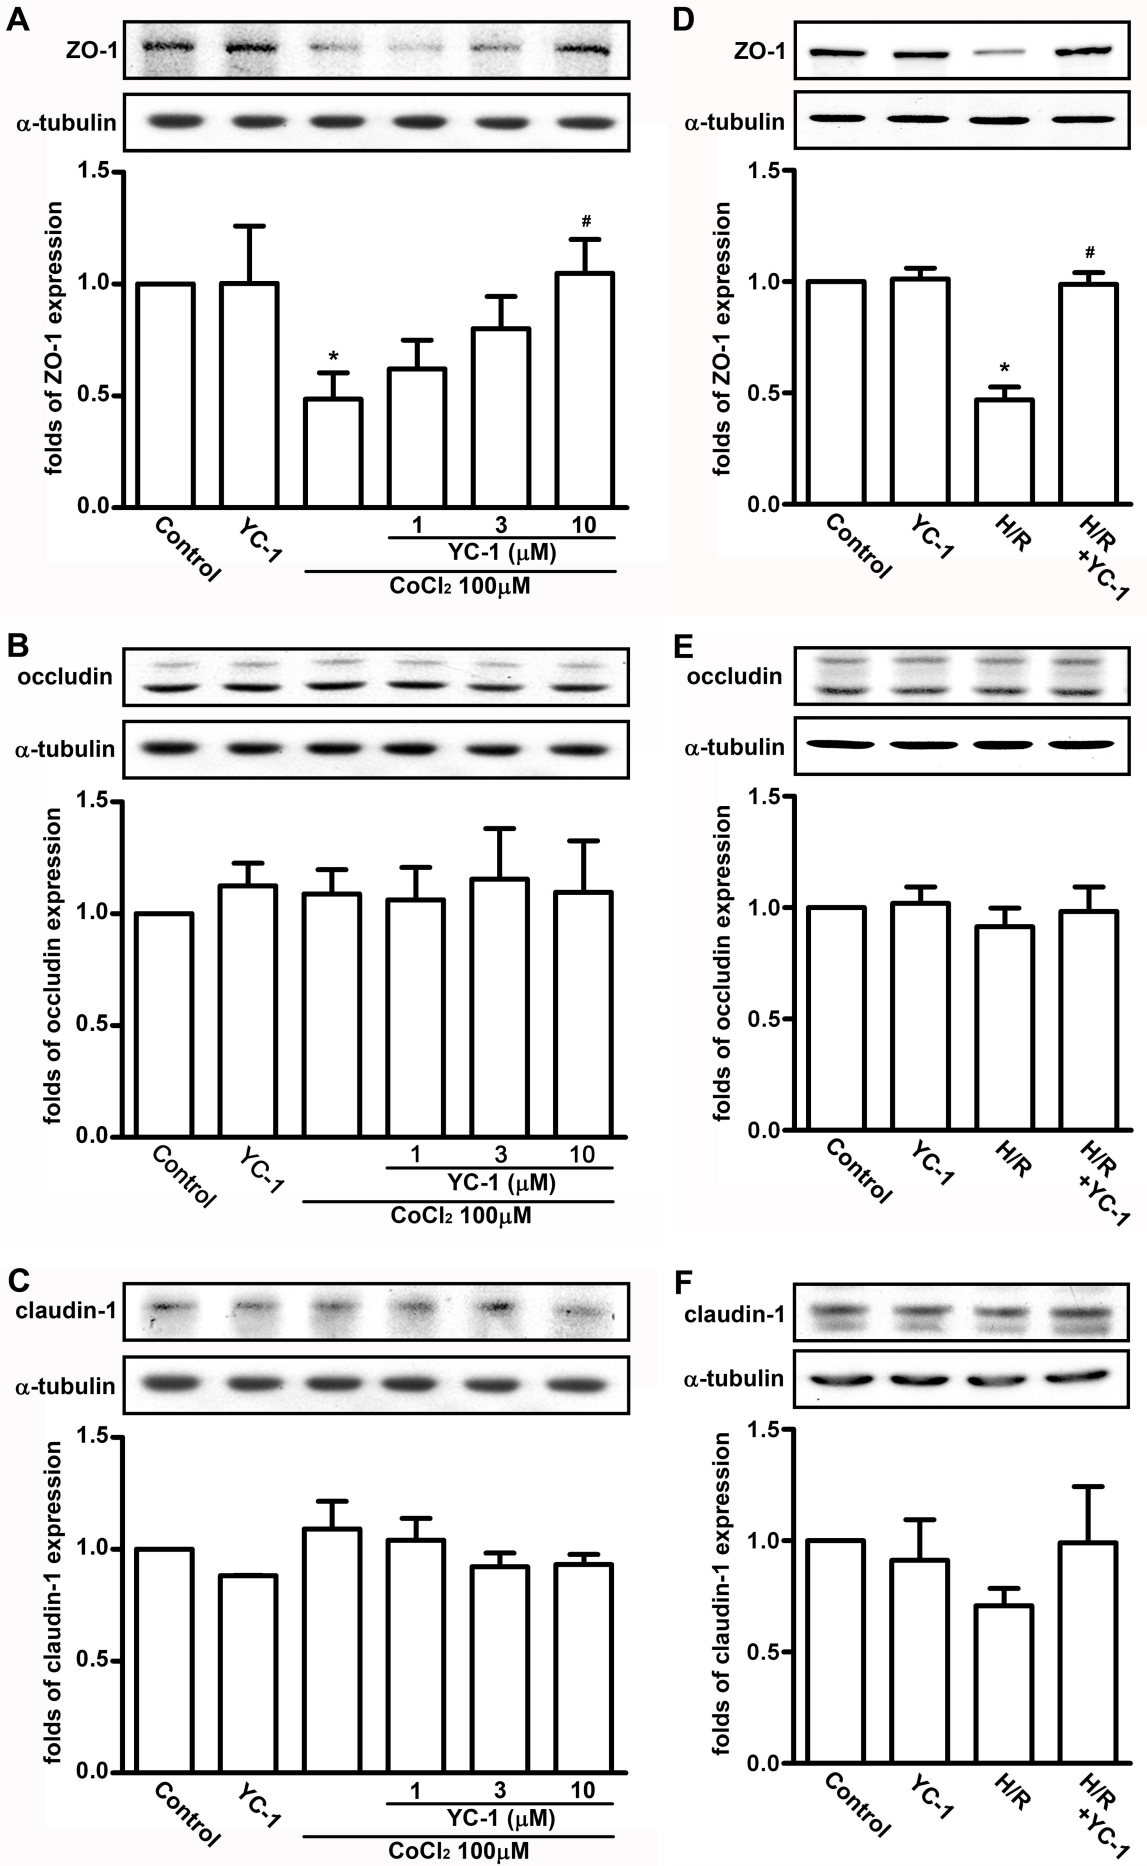 A
ZO-1
α-tubulin
folds of ZO-1 expression
1.5
1.0
0.5
0.0
*
#
Control
YC-1
1 3 10
YC-1 (μM)
CoCl₂ 100μM
D
ZO-1
α-tubulin
folds of ZO-1 expression
1.5
1.0
0.5
0.0
*
#
Control
YC-1
H/R
H/R
+YC-1
B
occludin
α-tubulin
folds of occludin expression
1.5
1.0
0.5
0.0
Control
YC-1
1 3 10
YC-1 (μM)
CoCl₂ 100μM
E
occludin
α-tubulin
folds of occludin expression
1.5
1.0
0.5
0.0
Control
YC-1
H/R
H/R
+YC-1
C
claudin-1
α-tubulin
folds of claudin-1 expression
1.5
1.0
0.5
0.0
Control
YC-1
1 3 10
YC-1 (μM)
CoCl₂ 100μM
F
claudin-1
α-tubulin
folds of claudin-1 expression
1.5
1.0
0.5
0.0
Control
YC-1
H/R
H/R
+YC-1